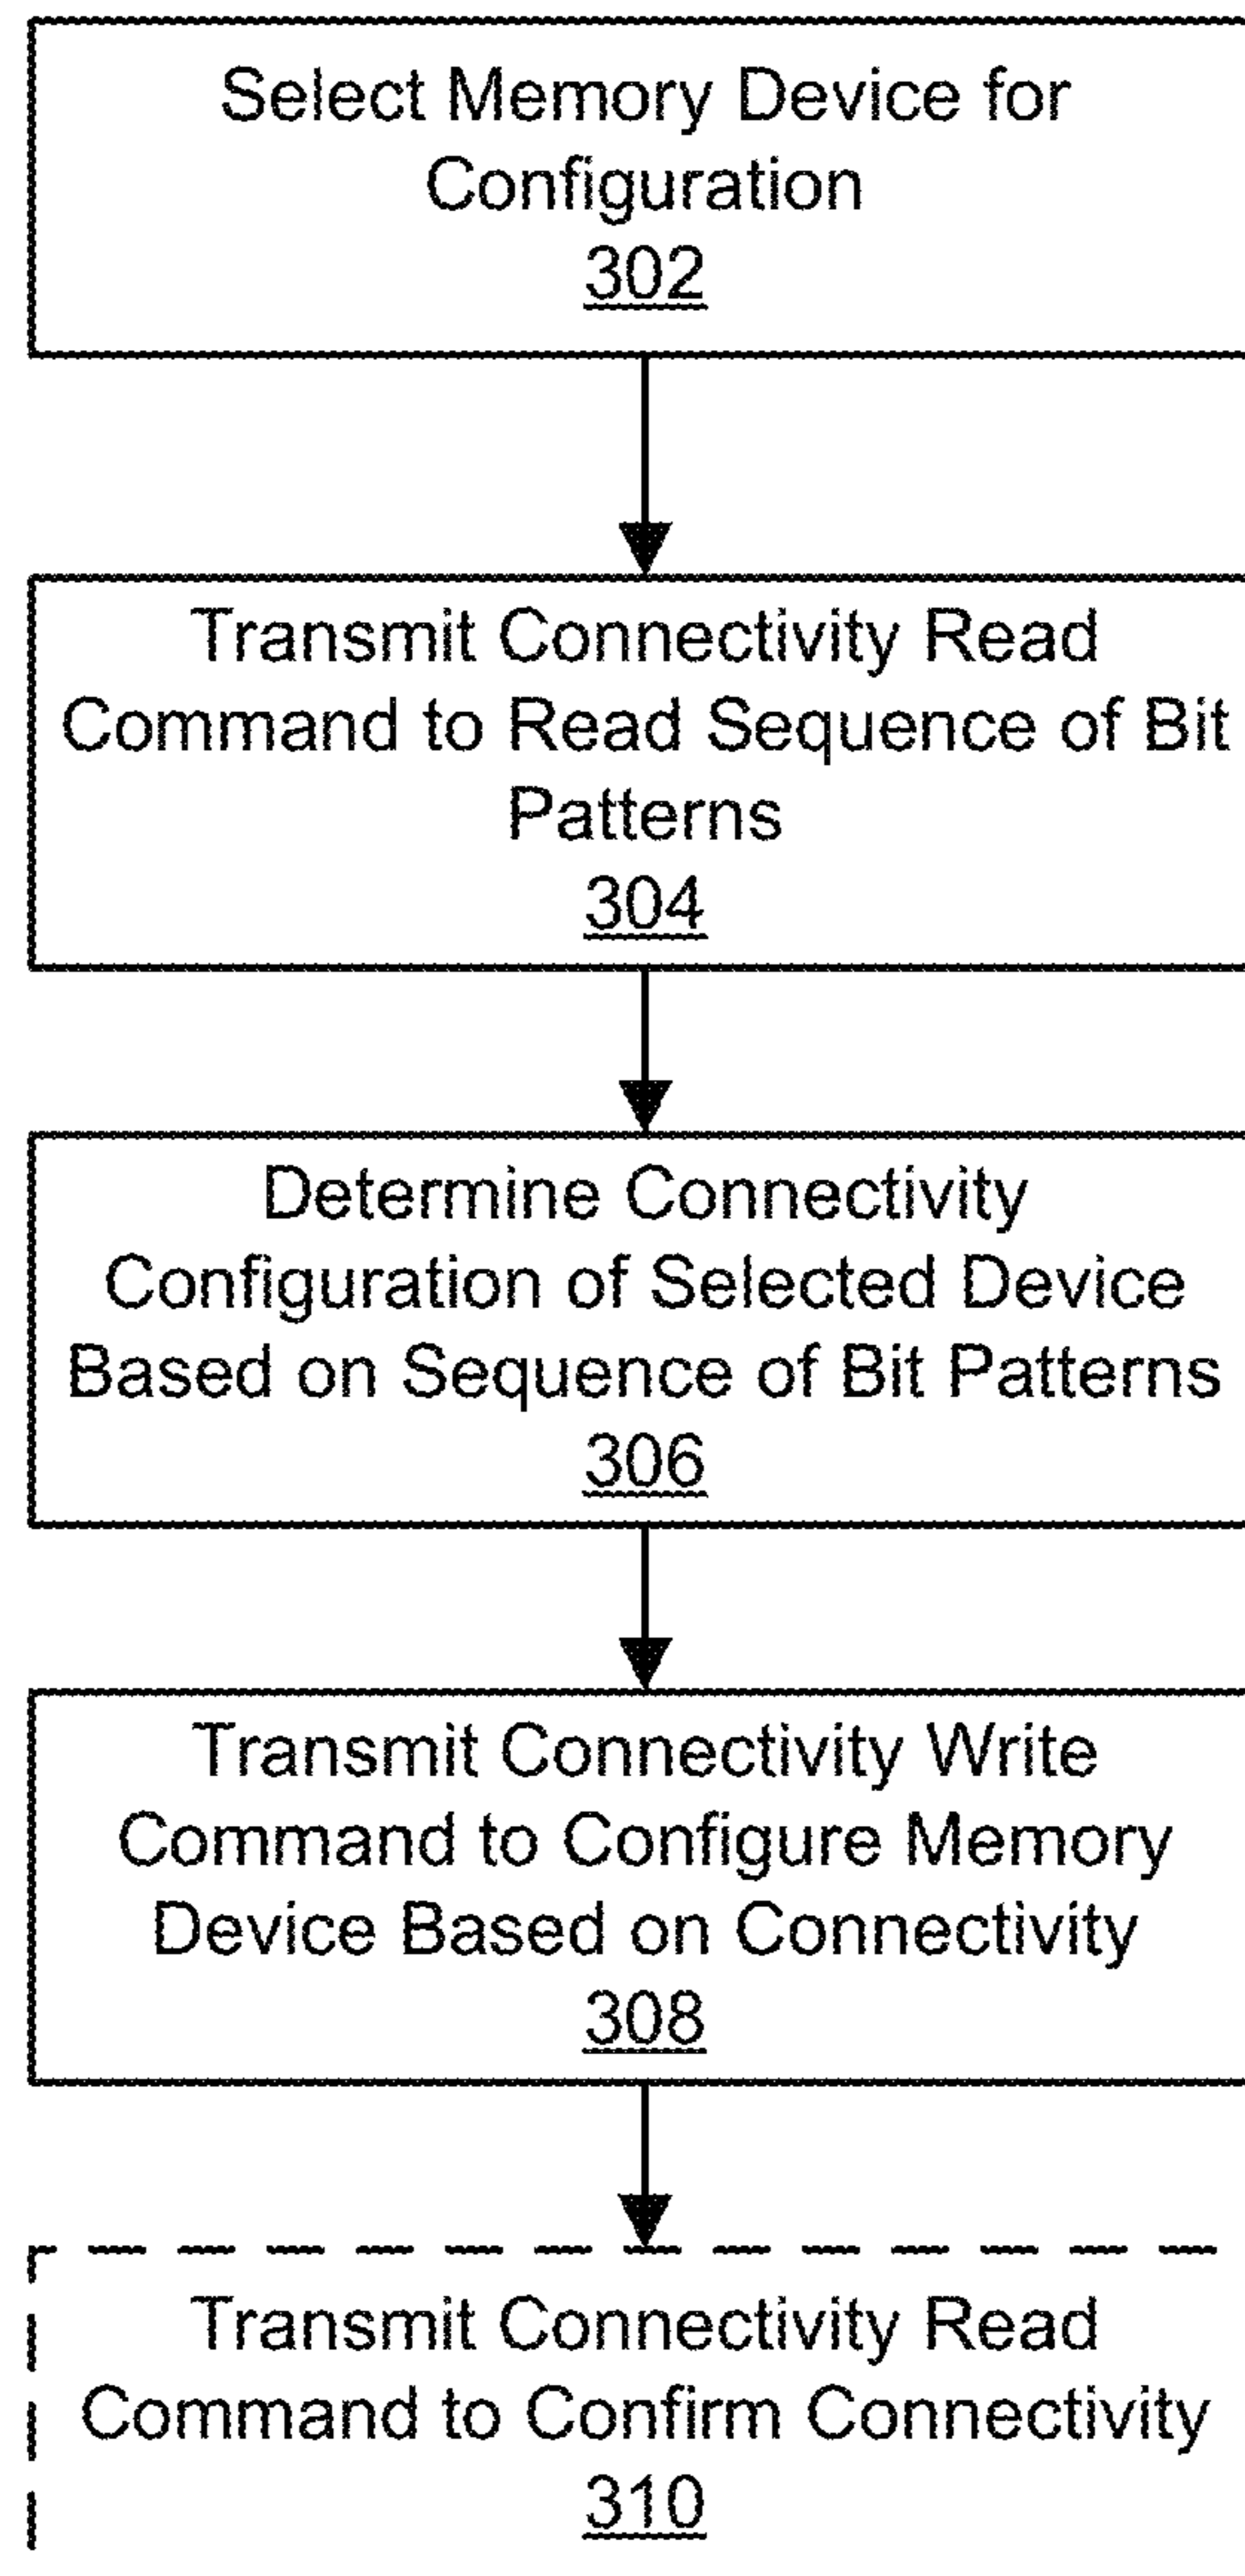 Select Memory Device for
Configuration
302
Transmit Connectivity Read
Command to Read Sequence of Bit
Patterns
304
Determine Connectivity
Configuration of Selected Device
Based on Sequence of Bit Patterns
306
Transmit Connectivity Write
Command to Configure Memory
Device Based on Connectivity
308
Transmit Connectivity Read
Command to Confirm Connectivity
310